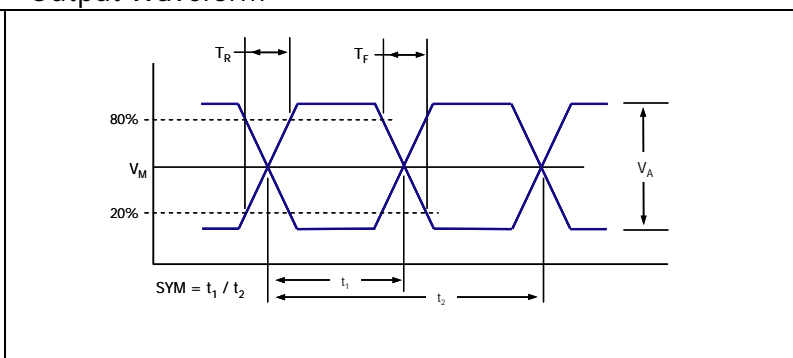 Output Waveform
T_R
T_F
80%
V_M
V_A
20%
SYM = t_1 / t_2
t_1
t_2